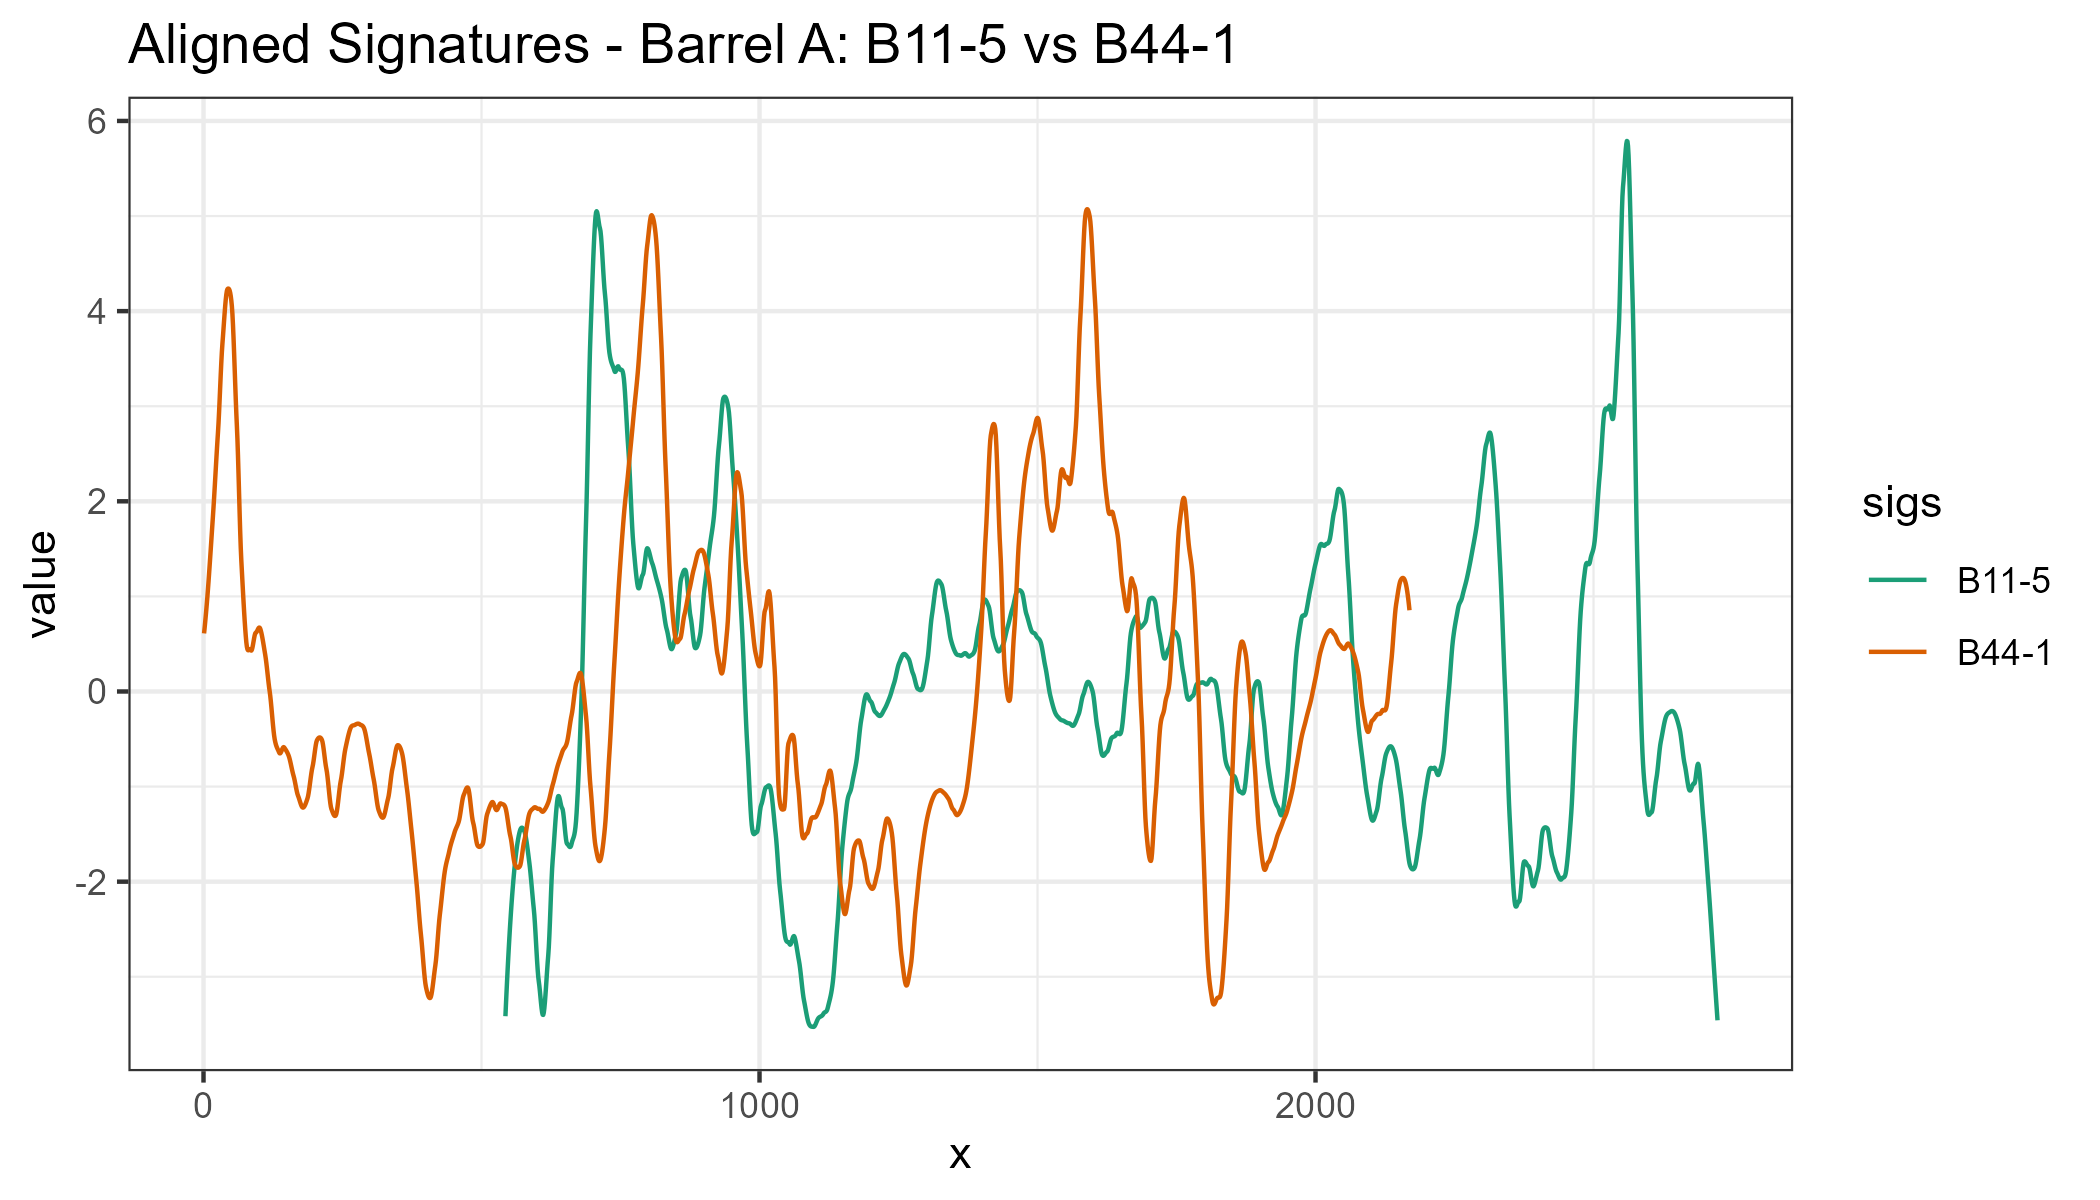 Aligned Signatures - Barrel A: B11-5 vs B44-1
6
4
2
0
-2
value
0 1000 2000
x
sigs
B11-5
B44-1